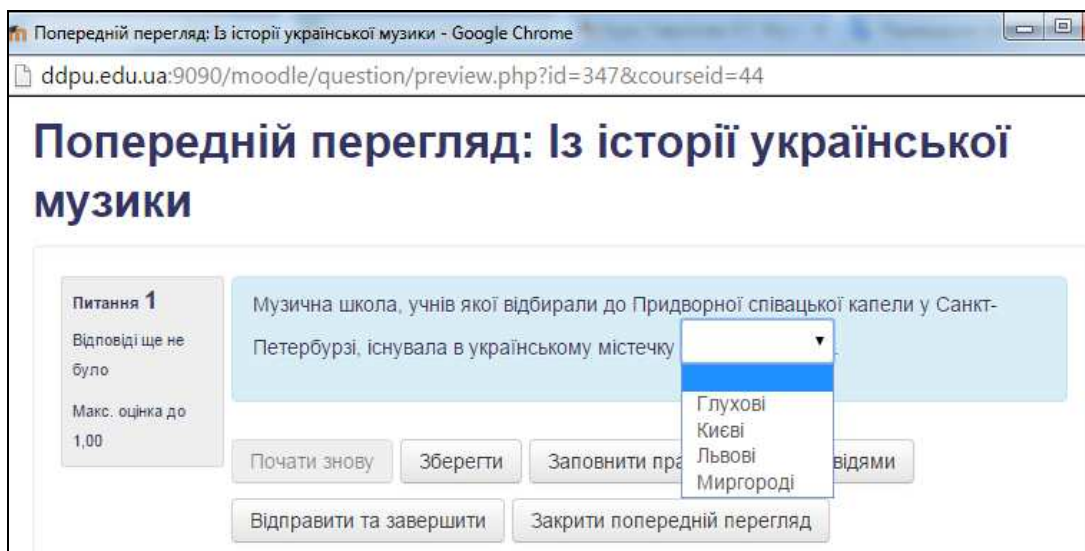 Попередній перегляд: Із історії української музики - Google Chrome
ddpu.edu.ua:9090/moodle/question/preview.php?id=347&courseid=44
Попередній перегляд: Із історії української
музики
Питання 1
Відповіді ще не
було
Макс. оцінка до
1,00
Музична школа, учнів якої відбирали до Придворної співацької капели у Санкт-
Петербурзі, існувала в українському містечку .
Глухові
Києві
Львові
Миргороді
Почати знову Зберегти Заповнити пра відями
Відправити та завершити Закрити попередній перегляд